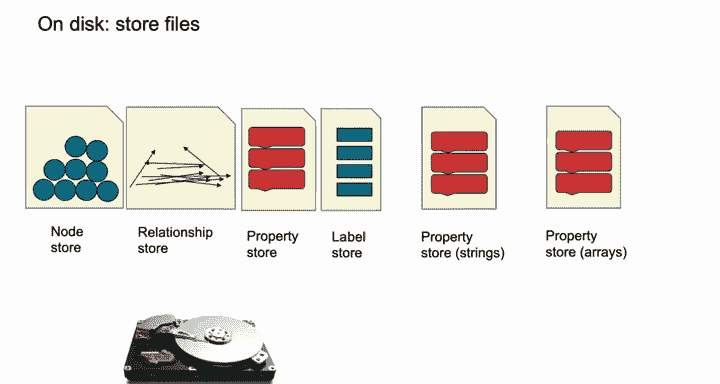 On disk: store files
Node
store
Relationship
store
Property
store
Label
store
Property
store (strings)
Property
store (arrays)